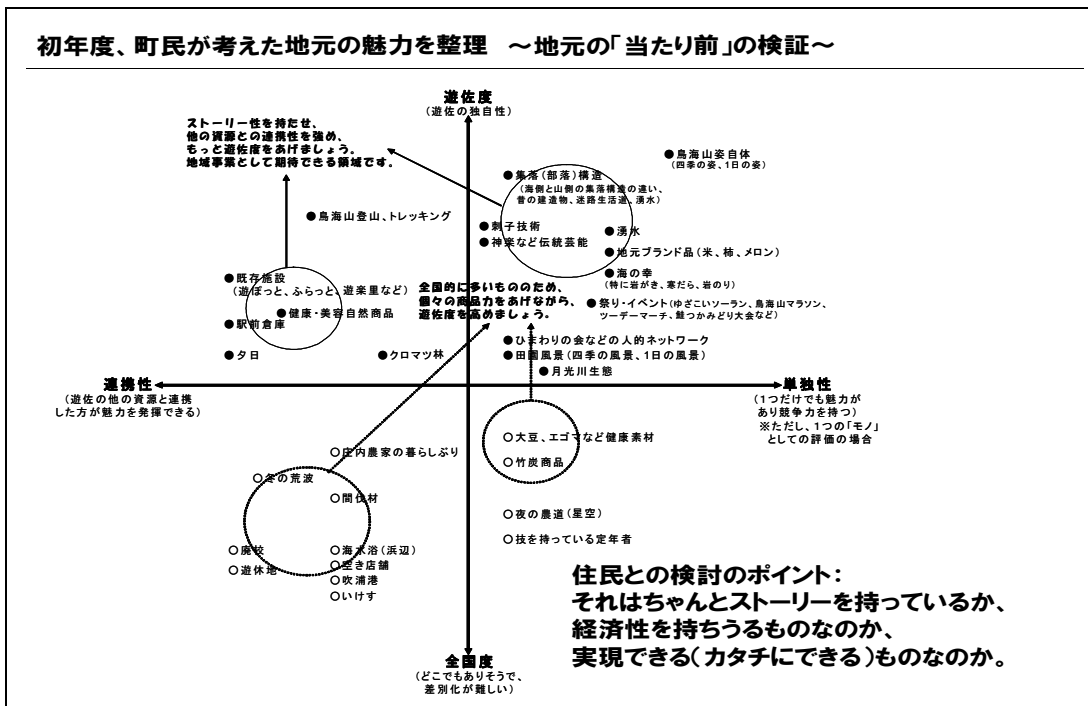 初年度、町民が考えた地元の魅力を整理 ～地元の「当たり前」の検証～
遊佐度
（遊佐の独自性）
ストーリー性を持たせ、
他の資源との連携性を強め、
もっと遊佐度をあげましょう。
地域事業として期待できる領域です。
●鳥海山姿自体
（四季の姿、1日の姿）
●集落（部落）構造
（海側と山側の集落構造の違い、
昔の建造物、迷路生活道、湧水）
●鳥海山登山、トレッキング
●刺子技術
●神楽など伝統芸能
●湧水
●地元ブランド品（米、柿、メロン）
●海の幸
（特に岩がき、寒だら、岩のり）
●既存施設
（遊ぽっと、ふらっと、遊楽里など）
●健康・美容自然商品
●駅前倉庫
全国的に多いもののため、
個々の商品力をあげながら、
遊佐度を高めましょう。
●祭り・イベント（ゆざこいソーラン、鳥海山マラソン、
ツーデーマーチ、鮭つかみどり大会など）
●ひまわりの会などの人的ネットワーク
●夕日
●クロマツ林
●田園風景（四季の風景、1日の風景）
●月光川生態
連携性
（遊佐の他の資源と連携
した方が魅力を発揮できる）
単独性
（1つだけでも魅力が
あり競争力を持つ）
※ただし、1つの「モノ」
としての評価の場合
○大豆、エゴマなど健康素材
○竹炭商品
○庄内農家の暮らしぶり
○冬の荒波
○間伐材
○夜の農道（星空）
○技を持っている定年者
○廃校
○海水浴（浜辺）
○遊休地
○空き店舗
○吹浦港
○いけす
住民との検討のポイント：
それはちゃんとストーリーを持っているか、
経済性を持ちうるものなのか、
実現できる（カタチにできる）ものなのか。
全国度
（どこでもありそうで、
差別化が難しい）